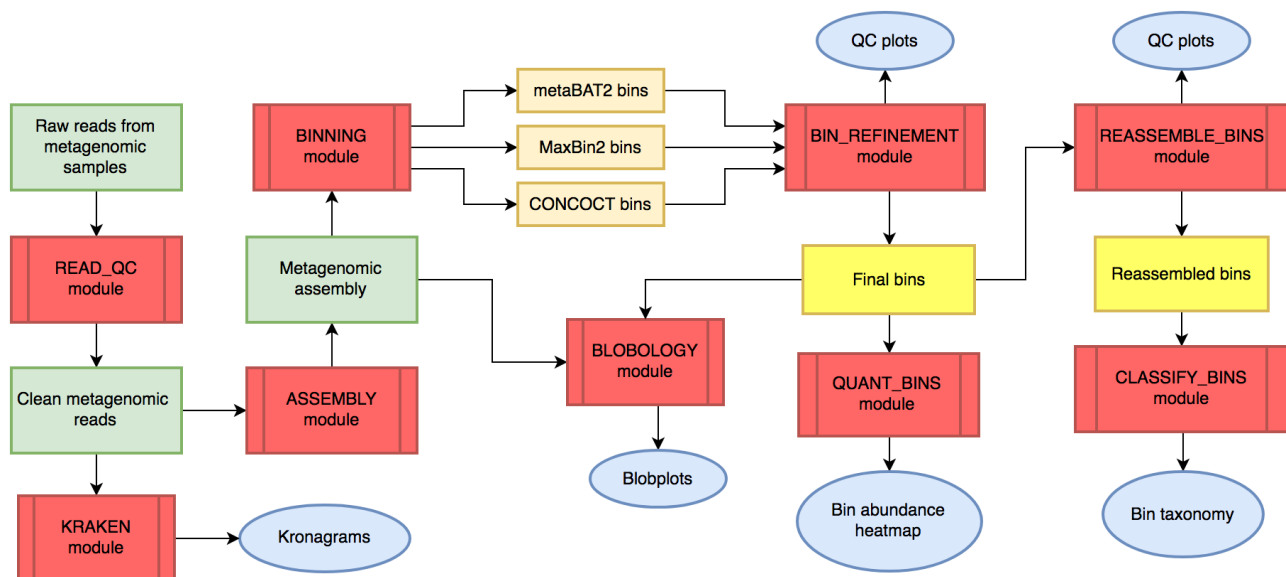 Raw reads from
metagenomic
samples
READ_QC
module
Clean metagenomic
reads
KRAKEN
module
Kronagrams
ASSEMBLY
module
Metagenomic
assembly
BINNING
module
metaBAT2 bins
MaxBin2 bins
CONCOCT bins
BIN_REFINEMENT
module
QC plots
Final bins
BLOBOLOGY
module
Blobplots
QUANT_BINS
module
Bin abundance
heatmap
QC plots
REASSEMBLE_BINS
module
Reassembled bins
CLASSIFY_BINS
module
Bin taxonomy